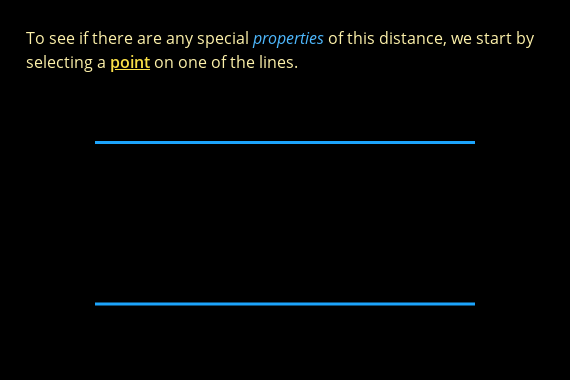 To see if there are any special properties of this distance, we start by
selecting a point on one of the lines.